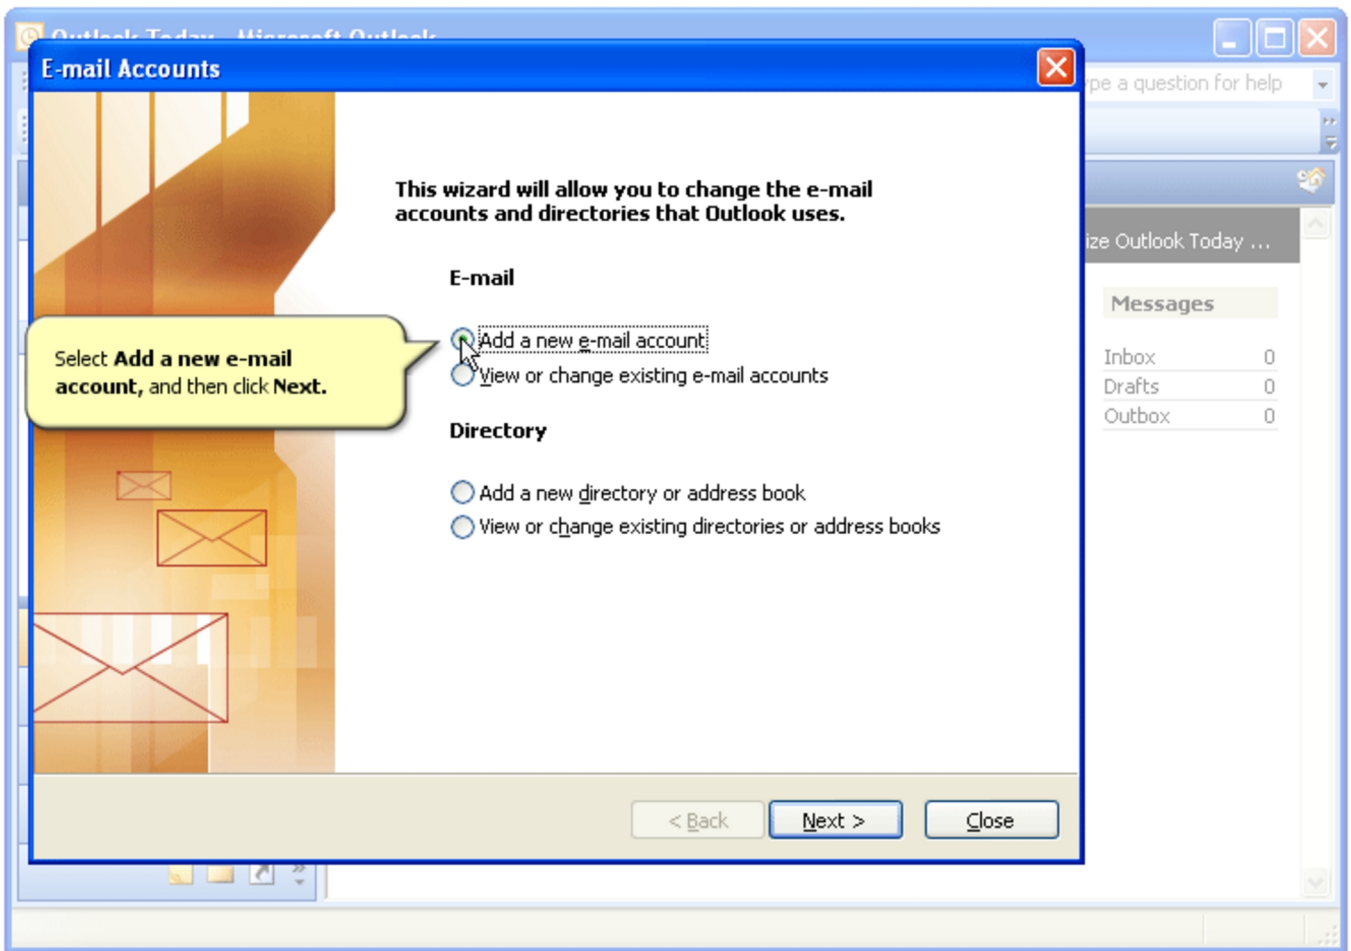 Outlook Today - Microsoft Outlook
E-mail Accounts
pe a question for help
This wizard will allow you to change the e-mail
accounts and directories that Outlook uses.
ize Outlook Today ...
E-mail
Messages
Select Add a new e-mail
account, and then click Next.
Add a new e-mail account
View or change existing e-mail accounts
Inbox 0
Drafts 0
Outbox 0
Directory
Add a new directory or address book
View or change existing directories or address books
< Back
Next >
Close